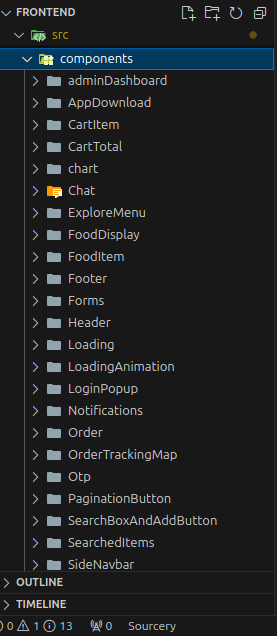 FRONTEND
src
components
adminDashboard
AppDownload
CartItem
CartTotal
chart
Chat
ExploreMenu
FoodDisplay
FoodItem
Footer
Forms
Header
Loading
LoadingAnimation
LoginPopup
Notifications
Order
OrderTrackingMap
Otp
PaginationButton
SearchBoxAndAddButton
SearchedItems
SideNavbar
OUTLINE
TIMELINE
0 1 13 0 Sourcery